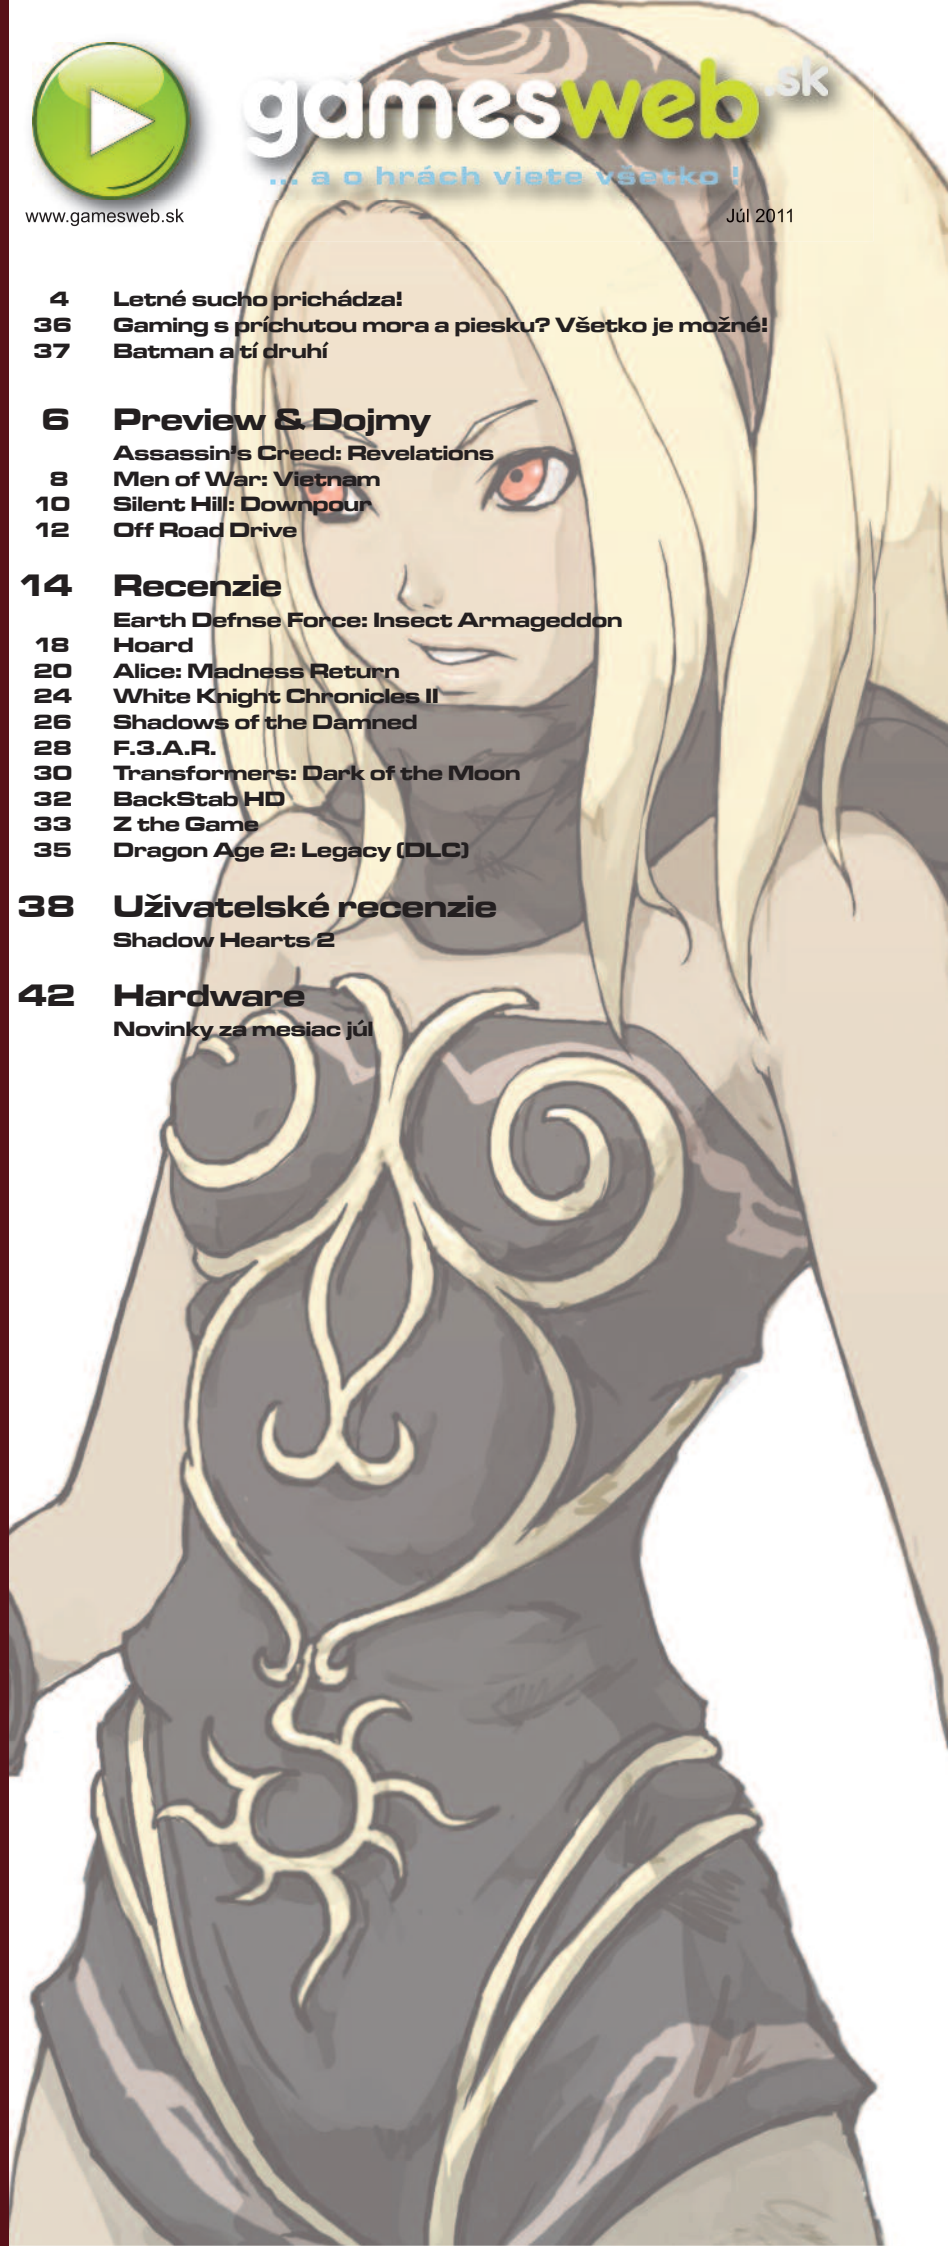 gamesweb.sk
... a o hrách viete všetko !
www.gamesweb.sk
Júl 2011
4 Letné sucho prichádza!
36 Gaming s príchutou mora a piesku? Všetko je možné!
37 Batman a tí druhí
6 Preview & Dojmy
Assassin's Creed: Revelations
8 Men of War: Vietnam
10 Silent Hill: Downpour
12 Off Road Drive
14 Recenzie
Earth Defnse Force: Insect Armageddon
18 Hoard
20 Alice: Madness Return
24 White Knight Chronicles II
26 Shadows of the Damned
28 F.3.A.R.
30 Transformers: Dark of the Moon
32 BackStab HD
33 Z the Game
35 Dragon Age 2: Legacy (DLC)
38 Uživatelské recenzie
Shadow Hearts 2
42 Hardware
Novinky za mesiac júl